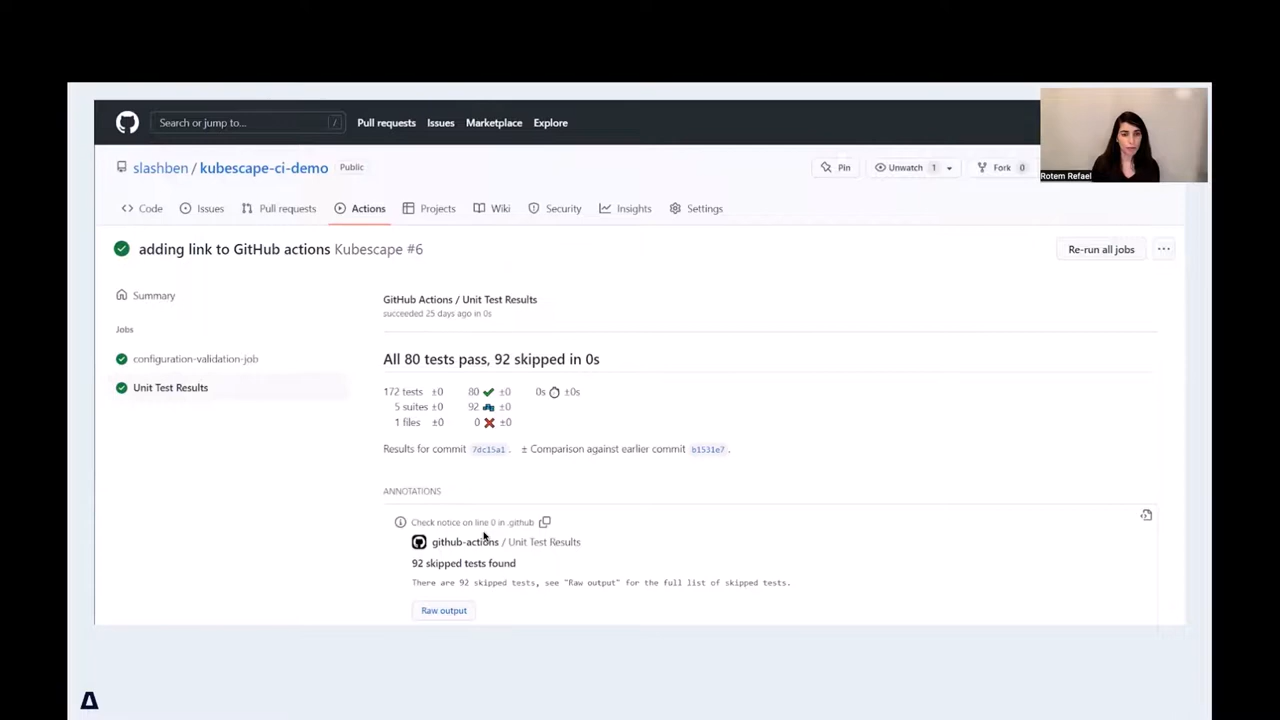 Search or jump to... /
Pull requests Issues Marketplace Explore
Rotem Refael
slashben / kubescape-ci-demo Public
Pin Unwatch 1 Fork 0
Code Issues Pull requests Actions Projects Wiki Security Insights Settings
adding link to GitHub actions Kubescape #6
Re-run all jobs ...
Summary
Jobs
configuration-validation-job
Unit Test Results
GitHub Actions / Unit Test Results
succeeded 25 days ago in 0s
All 80 tests pass, 92 skipped in 0s
172 tests ±0 80 ±0 0s ±0s
5 suites ±0 92 ±0
1 files ±0 0 ±0
Results for commit 7dc15a1. ± Comparison against earlier commit b1531e7.
ANNOTATIONS
Check notice on line 0 in .github
github-actions / Unit Test Results
92 skipped tests found
There are 92 skipped tests, see "Raw output" for the full list of skipped tests.
Raw output